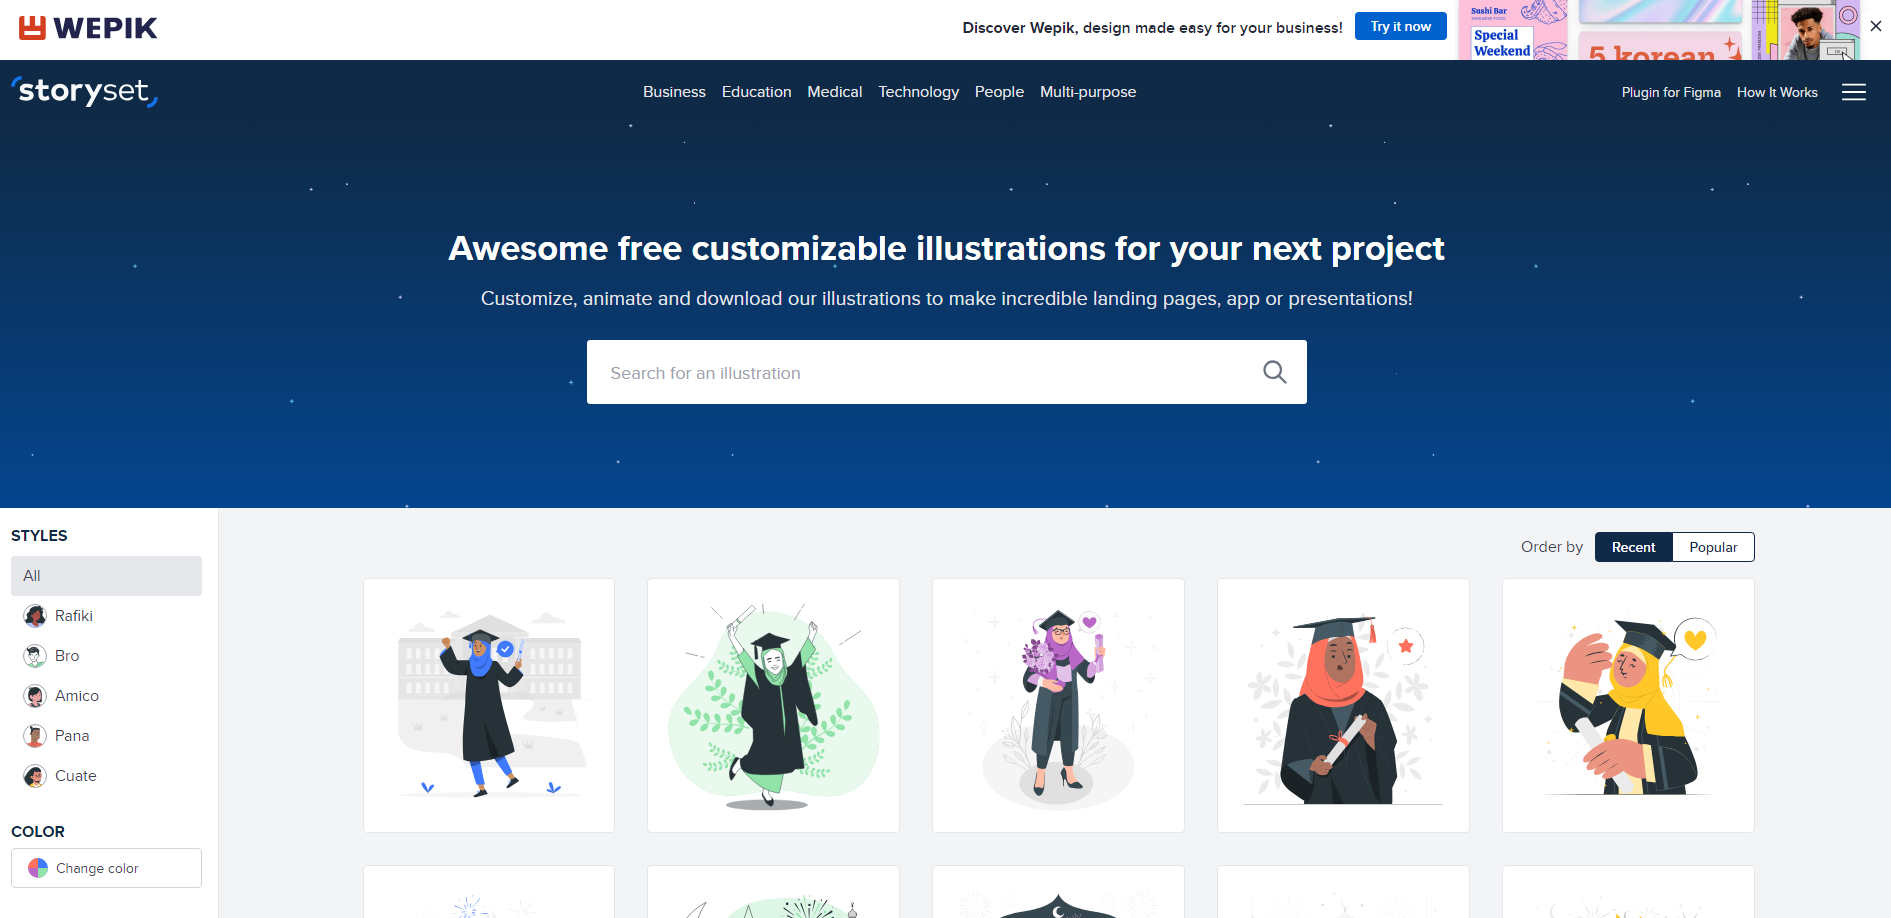 WEPIK
Discover Wepik, design made easy for your business!
Try it now
Sushi Bar
JAPANESE FOOD
Special
Weekend
5 korean
storyset
Business Education Medical Technology People Multi-purpose
Plugin for Figma How It Works
Awesome free customizable illustrations for your next project
Customize, animate and download our illustrations to make incredible landing pages, app or presentations!
Search for an illustration
STYLES
All
Rafiki
Bro
Amico
Pana
Cuate
COLOR
Change color
Order by Recent Popular